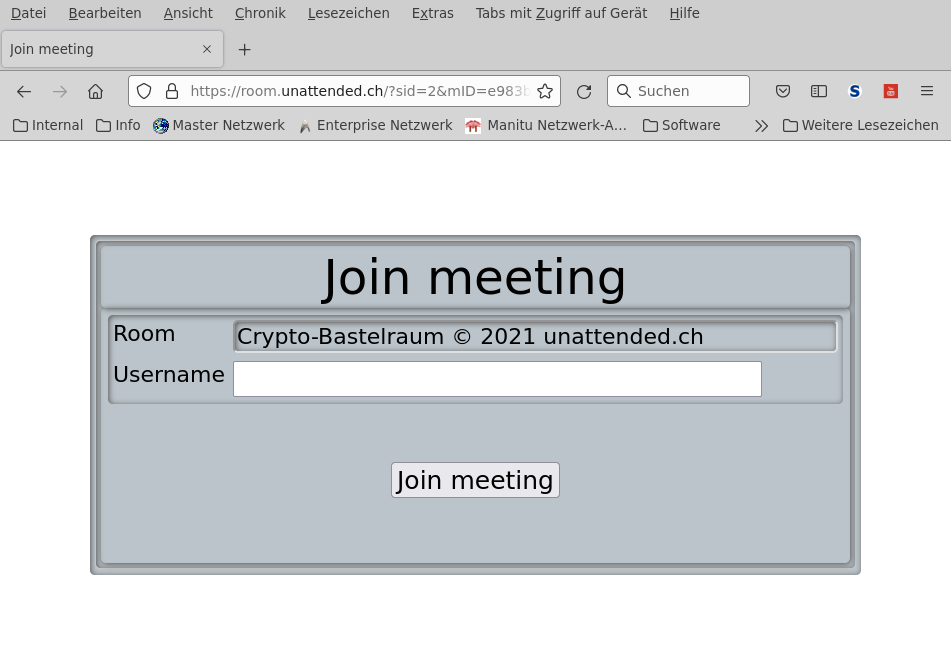 Datei Bearbeiten Ansicht Chronik Lesezeichen Extras Tabs mit Zugriff auf Gerät Hilfe
Join meeting
https://room.unattended.ch/?sid=2&mID=e983b Suchen
Internal Info Master Netzwerk Enterprise Netzwerk Manitu Netzwerk-A... Software Weitere Lesezeichen
Join meeting
Room Crypto-Bastelraum © 2021 unattended.ch
Username
Join meeting